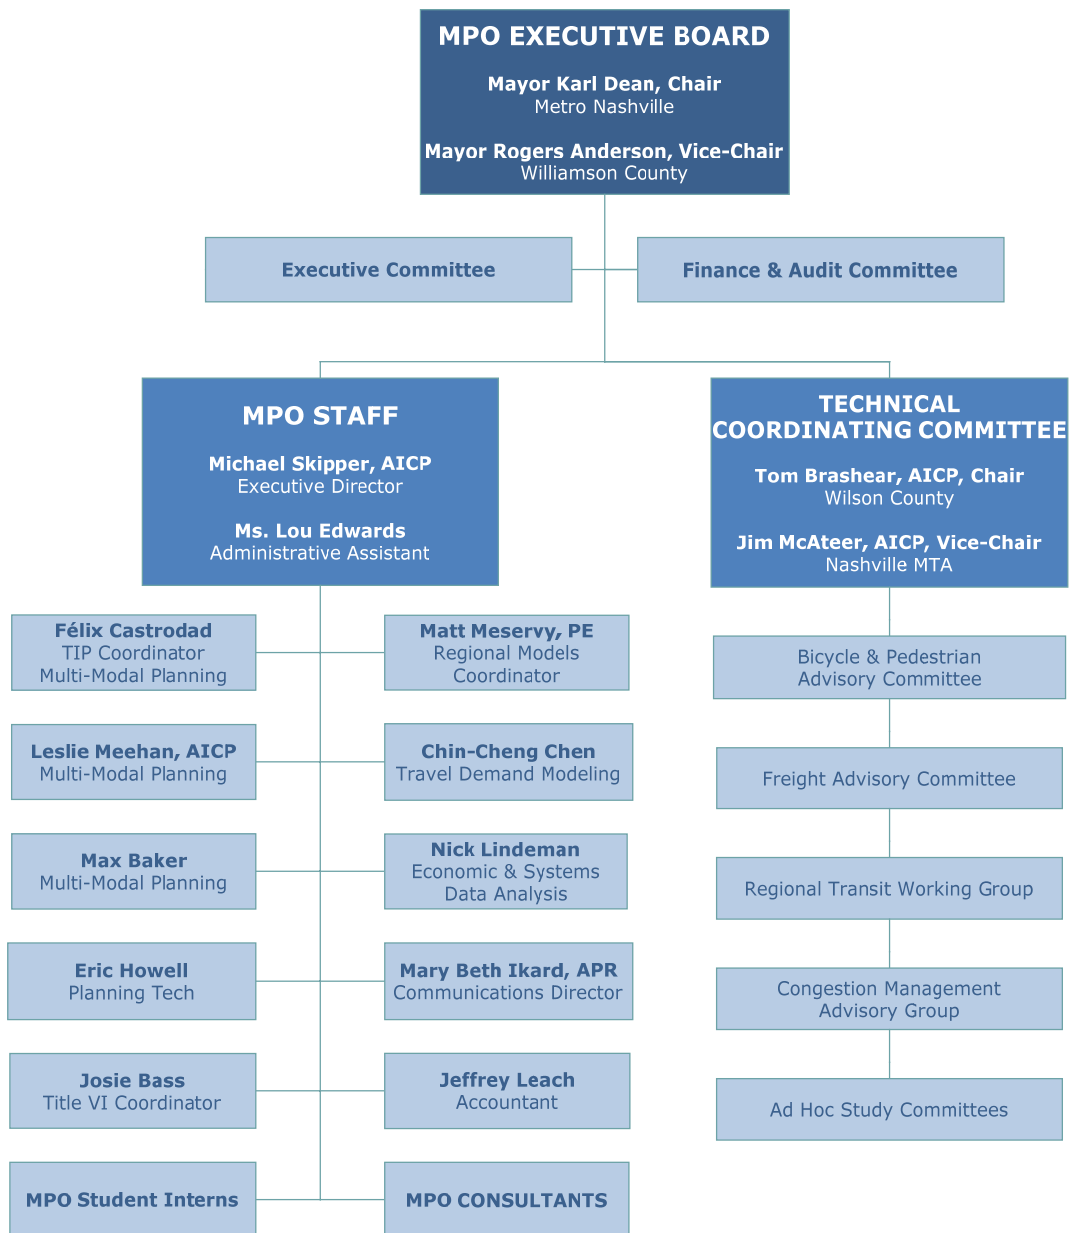 MPO EXECUTIVE BOARD
Mayor Karl Dean, Chair
Metro Nashville
Mayor Rogers Anderson, Vice-Chair
Williamson County
Executive Committee
Finance & Audit Committee
MPO STAFF
Michael Skipper, AICP
Executive Director
Ms. Lou Edwards
Administrative Assistant
TECHNICAL
COORDINATING COMMITTEE
Tom Brashear, AICP, Chair
Wilson County
Jim McAteer, AICP, Vice-Chair
Nashville MTA
Félix Castrodad
TIP Coordinator
Multi-Modal Planning
Matt Meservy, PE
Regional Models
Coordinator
Leslie Meehan, AICP
Multi-Modal Planning
Chin-Cheng Chen
Travel Demand Modeling
Max Baker
Multi-Modal Planning
Nick Lindeman
Economic & Systems
Data Analysis
Eric Howell
Planning Tech
Mary Beth Ikard, APR
Communications Director
Josie Bass
Title VI Coordinator
Jeffrey Leach
Accountant
MPO Student Interns
MPO CONSULTANTS
Bicycle & Pedestrian
Advisory Committee
Freight Advisory Committee
Regional Transit Working Group
Congestion Management
Advisory Group
Ad Hoc Study Committees